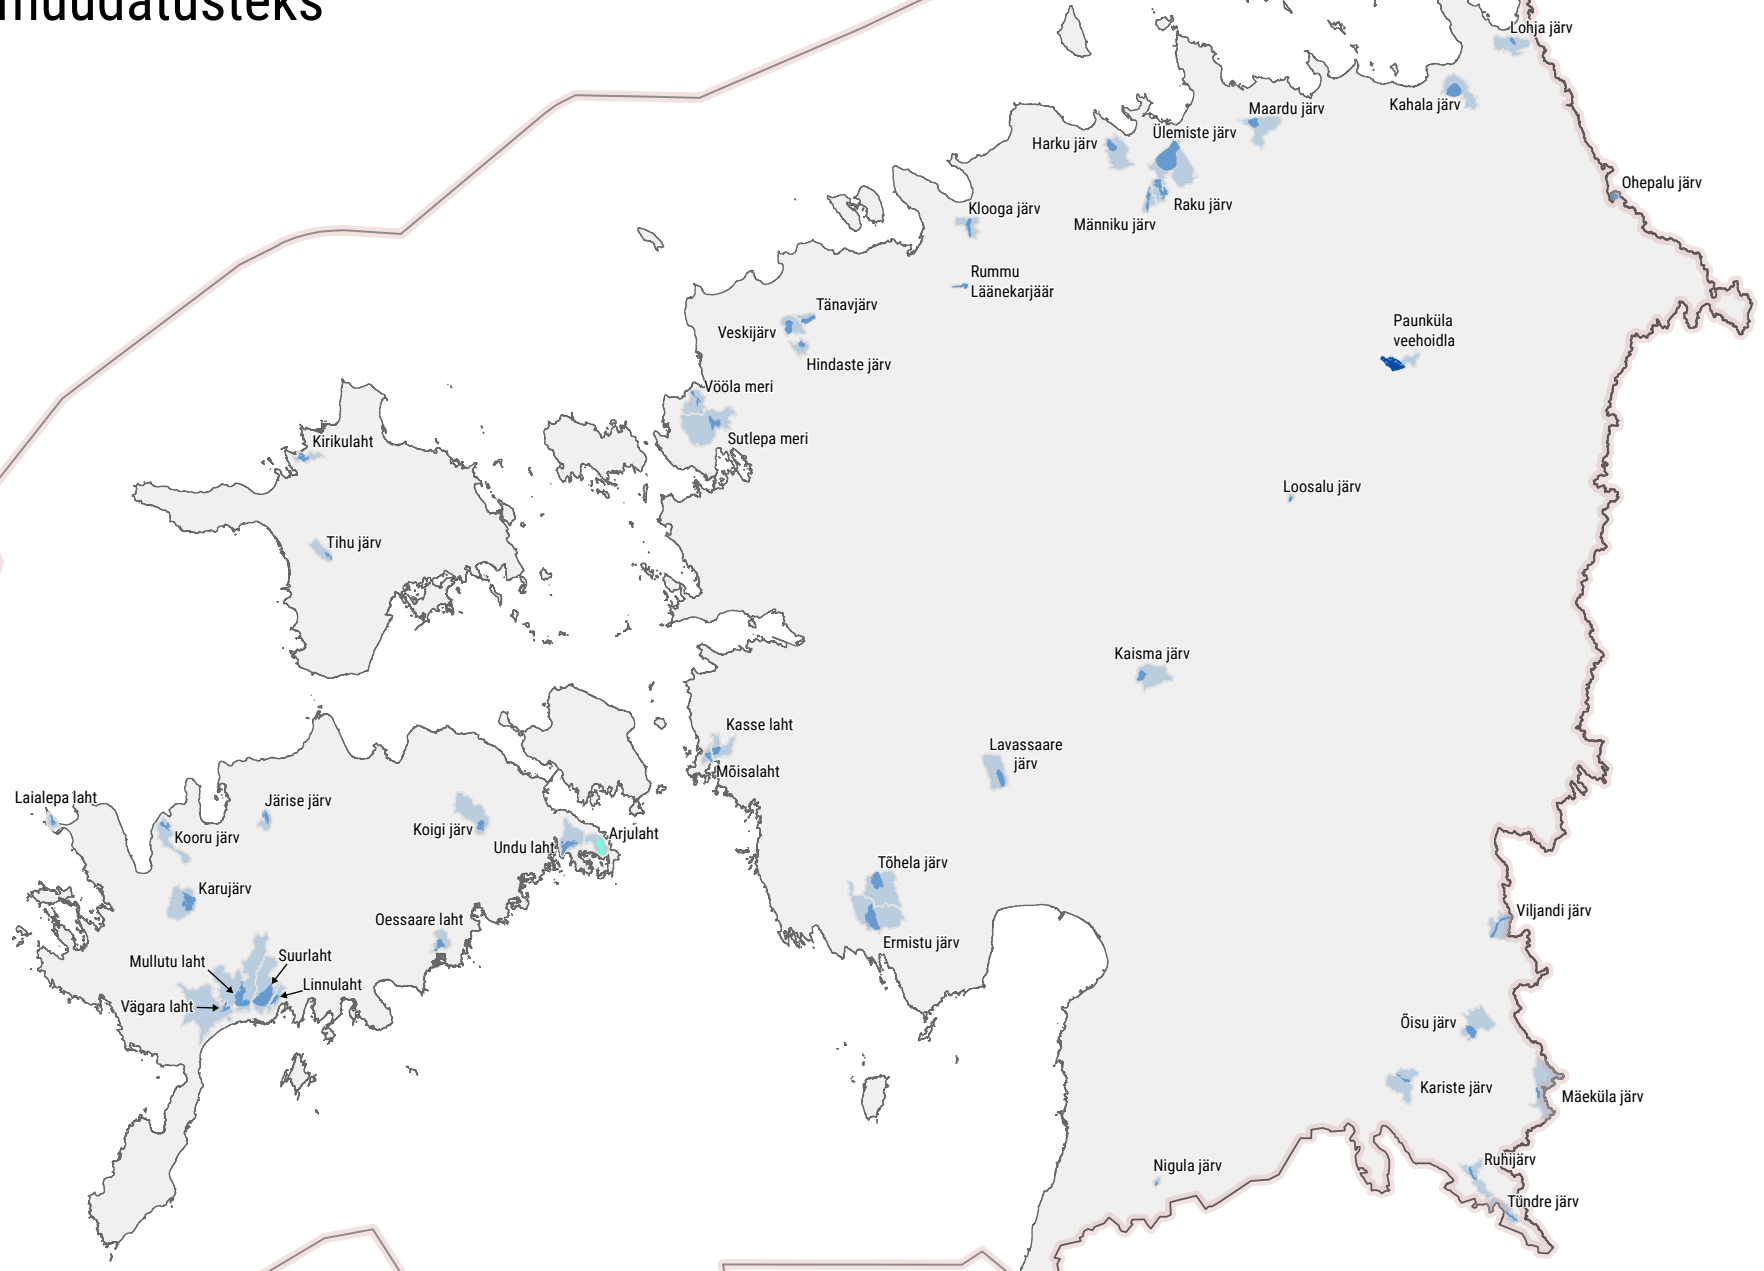 muudatusteks
Lohja järv
Kahala järv
Maardu järv
Ülemiste järv
Harku järv
Ohepalu järv
Raku järv
Klooga järv
Männiku järv
Rummu
Läänekarjäär
Tänavjärv
Veskijärv
Paunküla
veehoidla
Hindaste järv
Vööla meri
Sutlepa meri
Kirikulaht
Loosalu järv
Tihu järv
Kaisma järv
Kasse laht
Lavassaare
järv
Mõisalaht
Laialepa laht
Järise järv
Koigi järv
Kooru järv
Arjulaht
Undu laht
Tõhela järv
Karujärv
Viljandi järv
Oessaare laht
Ermistu järv
Suurlaht
Mullutu laht
Linnulaht
Vägara laht
Õisu järv
Kariste järv
Mäeküla järv
Ruhijärv
Nigula järv
Tündre järv